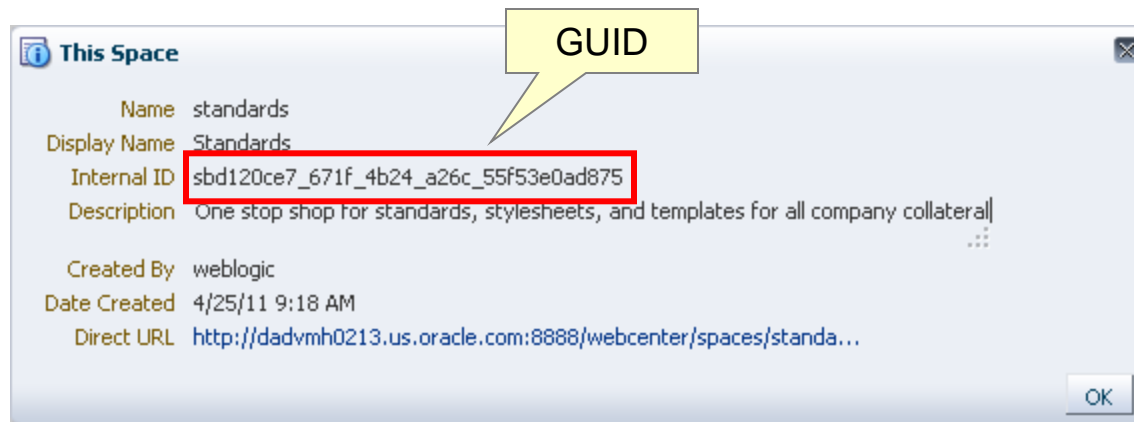 GUID
This Space
Name standards
Display Name Standards
Internal ID sbd120ce7_671f_4b24_a26c_55f53e0ad875
Description One stop shop for standards, stylesheets, and templates for all company collateral
Created By weblogic
Date Created 4/25/11 9:18 AM
Direct URL http://dadvmh0213.us.oracle.com:8888/webcenter/spaces/standa...
OK